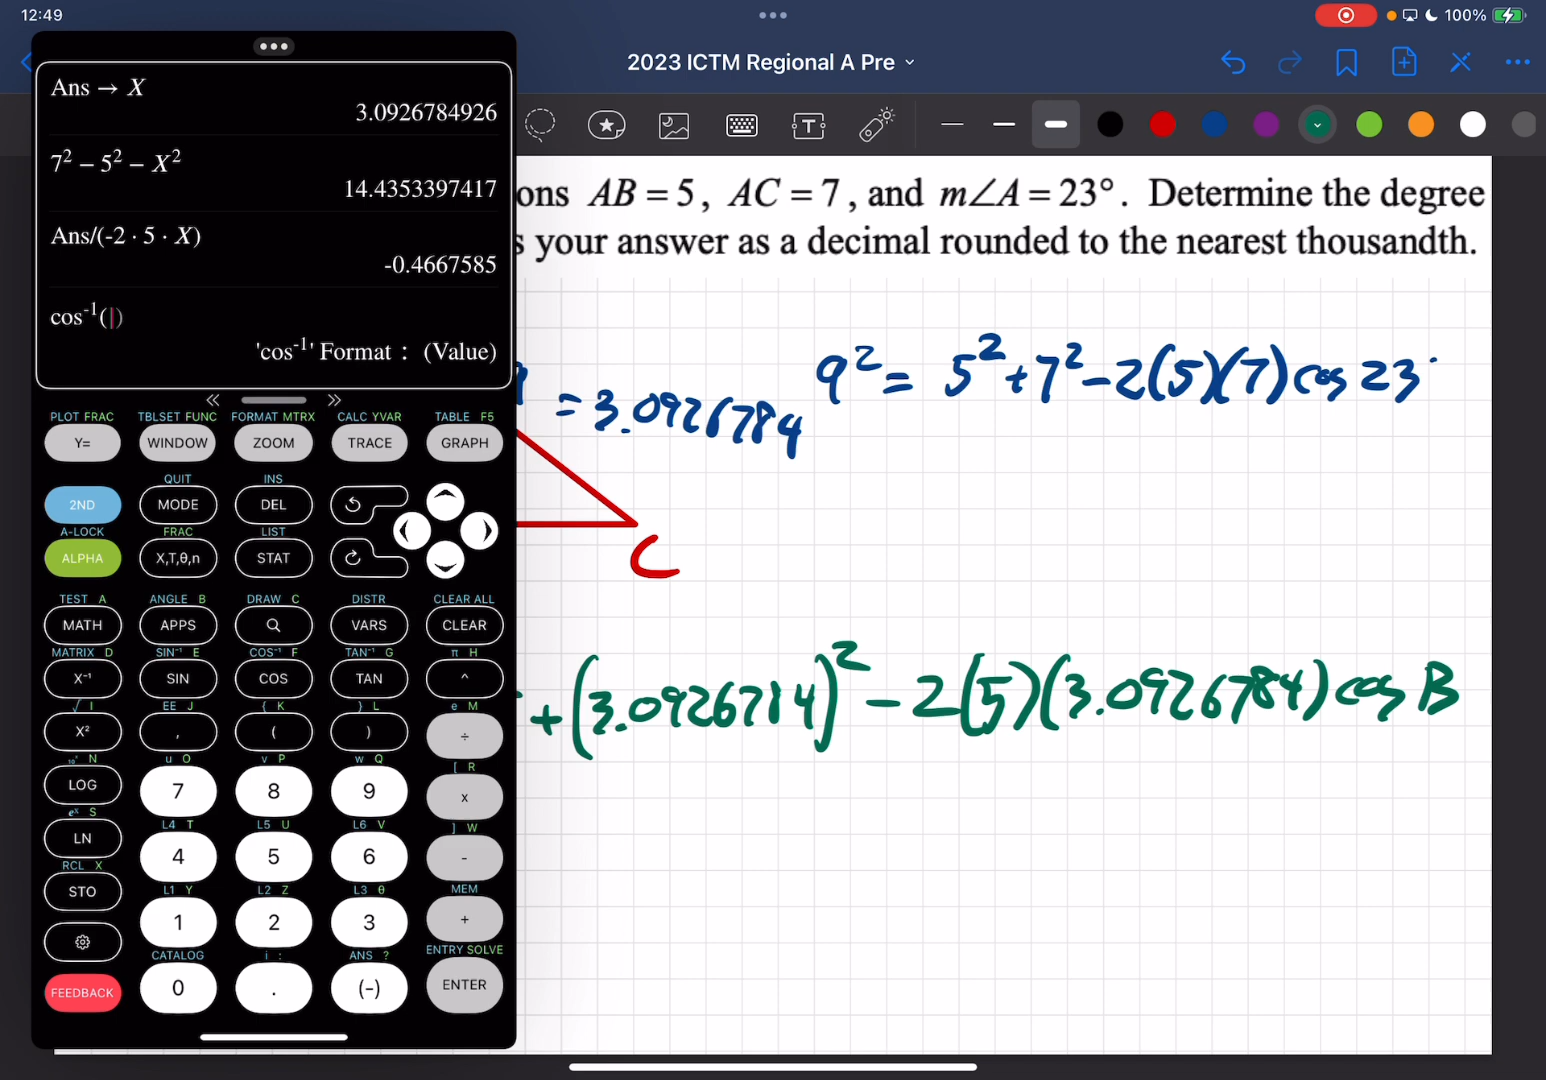 12:49
100%
2023 ICTM Regional A Pre
Ans → X
3.0926784926
7² – 5² – X²
14.4353397417
Ans/(-2 · 5 · X)
-0.4667585
cos⁻¹()
'cos⁻¹' Format : (Value)
ons AB = 5, AC = 7, and m∠A = 23°. Determine the degree
s your answer as a decimal rounded to the nearest thousandth.
= 3.0926784
9² = 5² + 7² – 2(5)(7) cos 23°
C
+ (3.0926714)² – 2(5)(3.0926784) cos B
PLOT FRAC TBLSET FUNC FORMAT MTRX CALC YVAR TABLE F5
Y= WINDOW ZOOM TRACE GRAPH
QUIT INS
2ND MODE DEL
A-LOCK FRAC LIST
ALPHA X,T,θ,n STAT
TEST A ANGLE B DRAW C DISTR CLEAR ALL
MATH APPS VARS CLEAR
MATRIX D SIN⁻¹ E COS⁻¹ F TAN⁻¹ G π H
X⁻¹ SIN COS TAN ^
√ I EE J { K } L e M
X² , ( ) ÷
10ˣ N u O v P w Q [ R
LOG 7 8 9 x
eˣ S L4 T L5 U L6 V ] W
LN 4 5 6 -
RCL X L1 Y L2 Z L3 θ MEM
STO 1 2 3 +
CATALOG i : ANS ? ENTRY SOLVE
FEEDBACK 0 . (-) ENTER